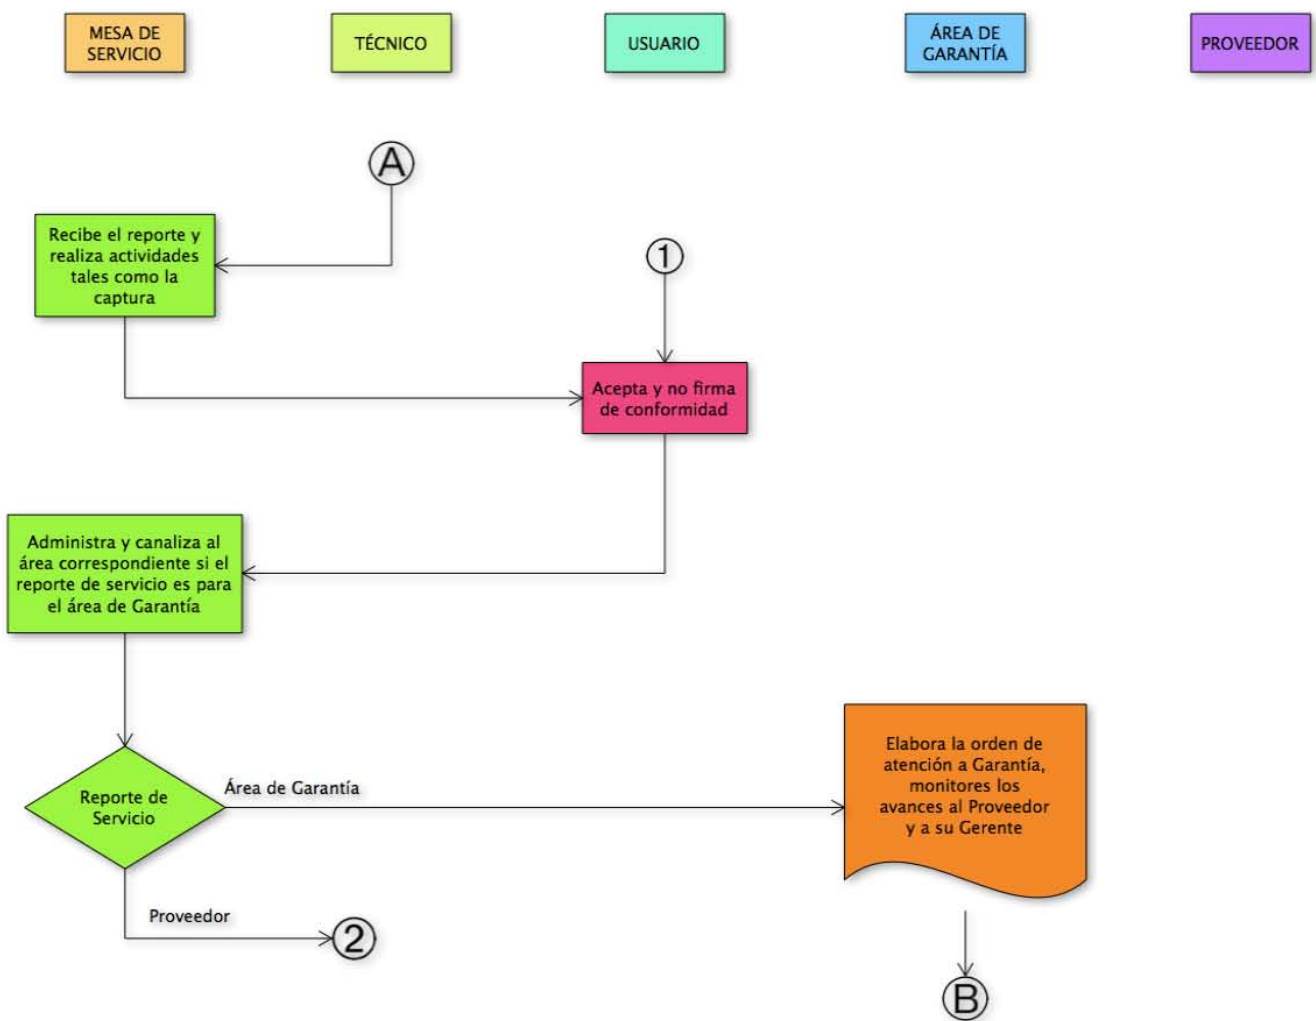 MESA DE
SERVICIO
TÉCNICO
USUARIO
ÁREA DE
GARANTÍA
PROVEEDOR
A
Recibe el reporte y
realiza actividades
tales como la
captura
1
Acepta y no firma
de conformidad
Administra y canaliza al
área correspondiente si el
reporte de servicio es para
el área de Garantía
Reporte de
Servicio
Área de Garantía
Elabora la orden de
atención a Garantía,
monitores los
avances al Proveedor
y a su Gerente
Proveedor
2
B